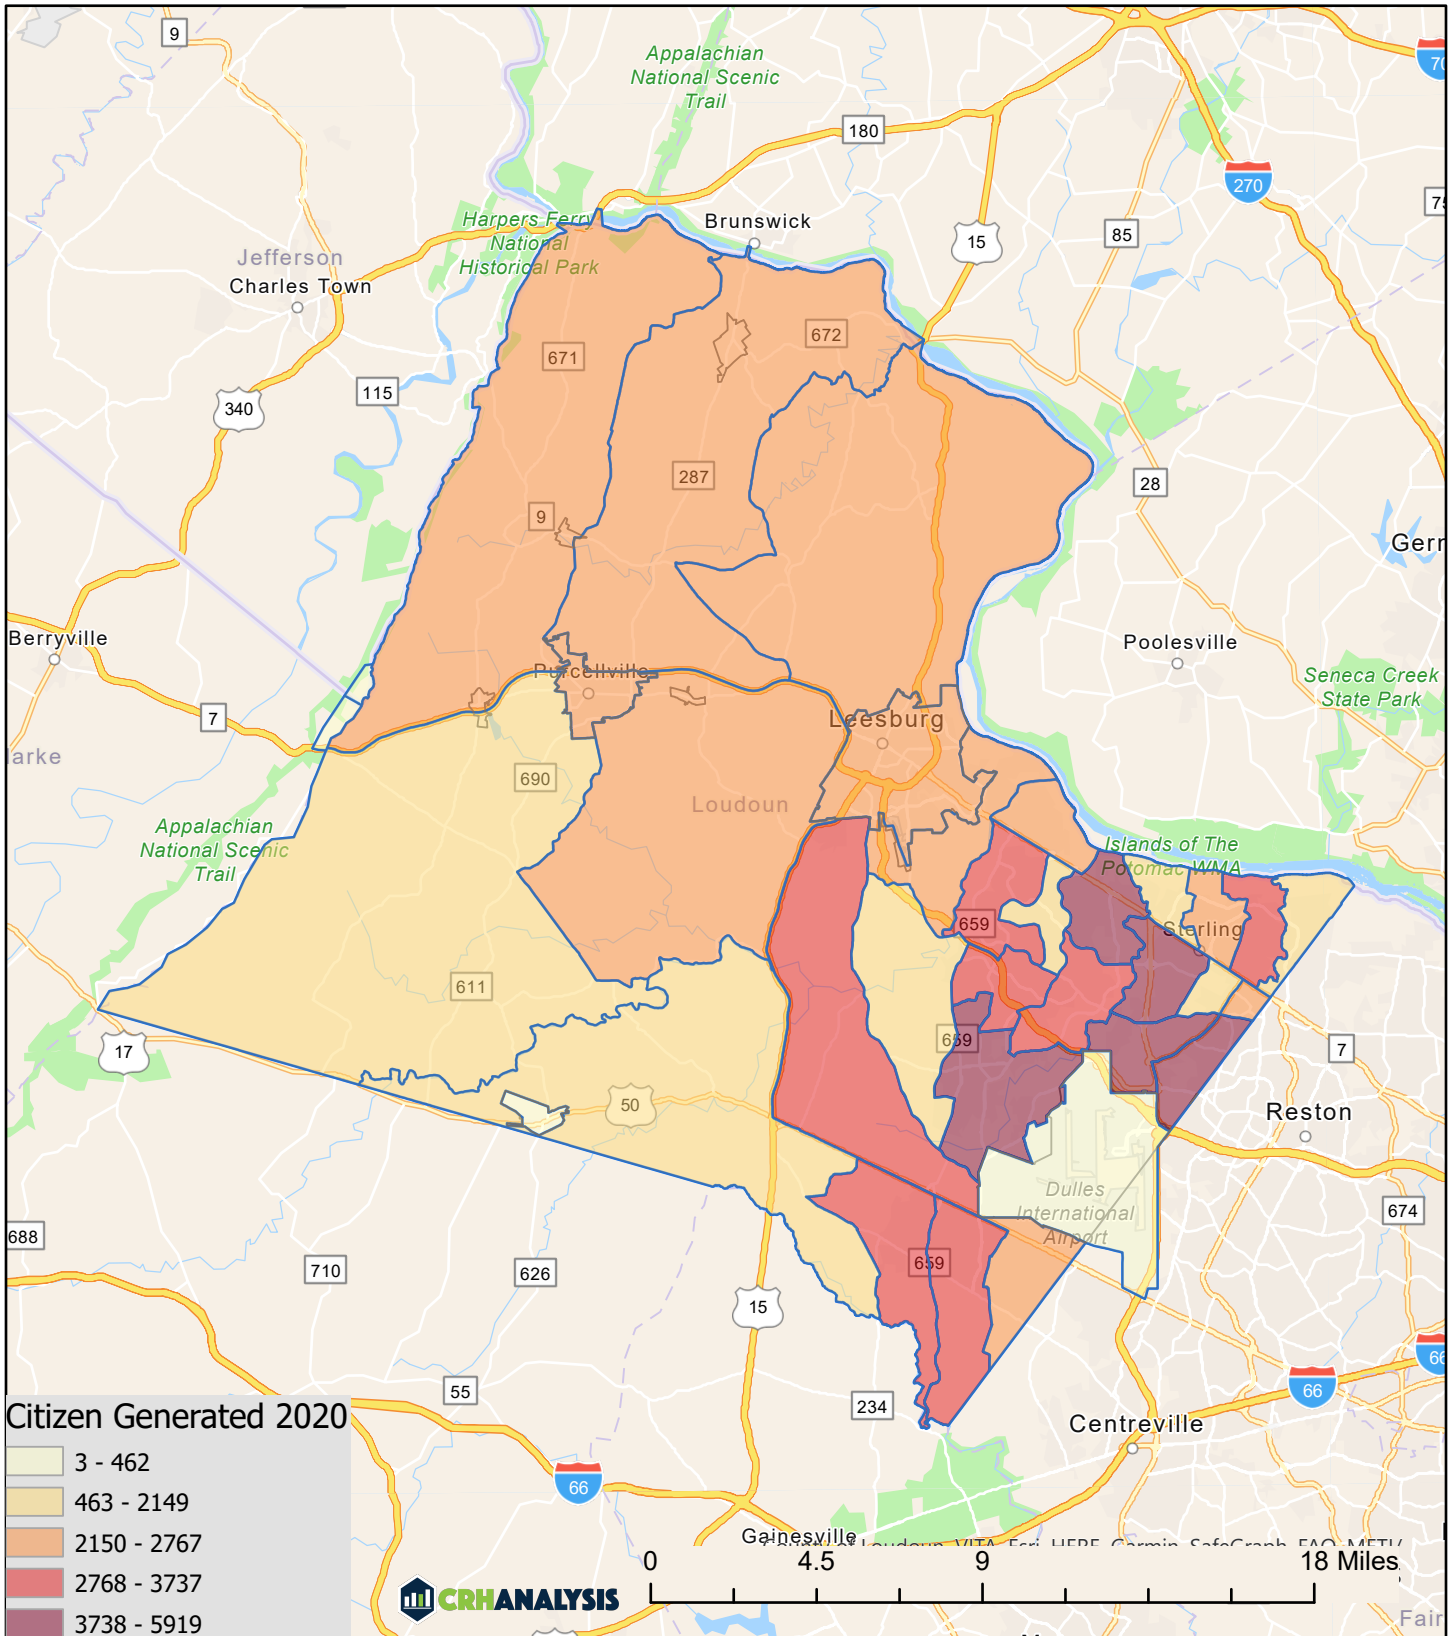 9
Appalachian
National Scenic
Trail
70
180
270
Harpers Ferry
National
Historical Park
Brunswick
15
85
Jefferson
Charles Town
672
671
115
340
287
28
9
Berryville
Poolesville
Seneca Creek
State Park
Purcellville
7
Leesburg
690
Loudoun
Appalachian
National Scenic
Trail
Islands of The
Potomac WMA
659
Sterling
611
17
659
7
50
Reston
Dulles
International
Airport
674
688
659
710
626
15
66
66
55
234
Centreville
66
Gainesville
Citizen Generated 2020
3 - 462
463 - 2149
2150 - 2767
2768 - 3737
3738 - 5919
CRHANALYSIS
0 4.5 9 18 Miles
Fair